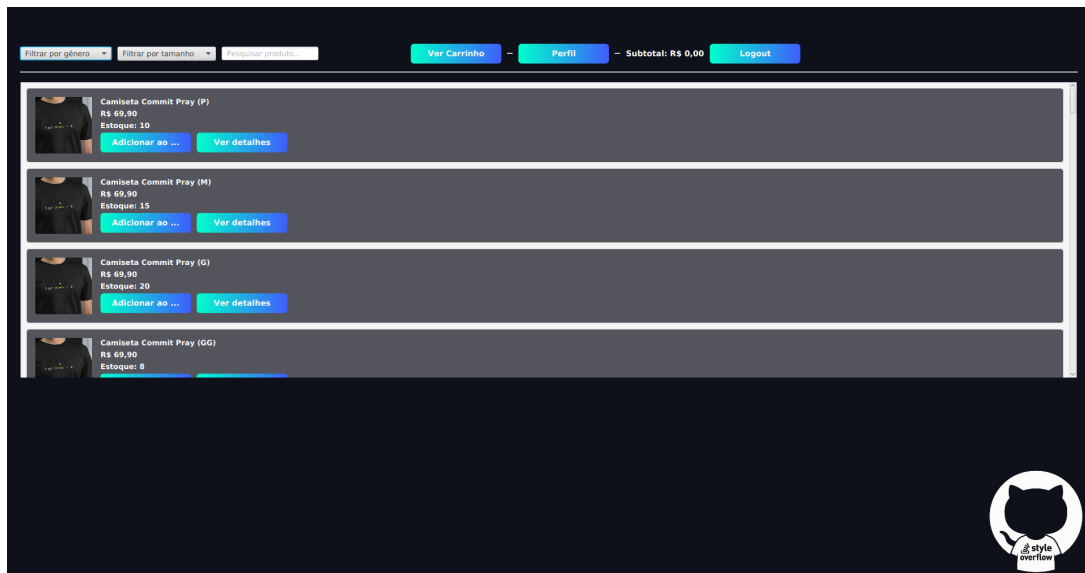 Filtrar por gênero
Filtrar por tamanho
Pesquisar produto...
Ver Carrinho – Perfil – Subtotal: R$ 0,00 Logout
Camiseta Commit Pray (P)
R$ 69,90
Estoque: 10
Adicionar ao ... Ver detalhes
Camiseta Commit Pray (M)
R$ 69,90
Estoque: 15
Adicionar ao ... Ver detalhes
Camiseta Commit Pray (G)
R$ 69,90
Estoque: 20
Adicionar ao ... Ver detalhes
Camiseta Commit Pray (GG)
R$ 69,90
Estoque: 8
style
overflow